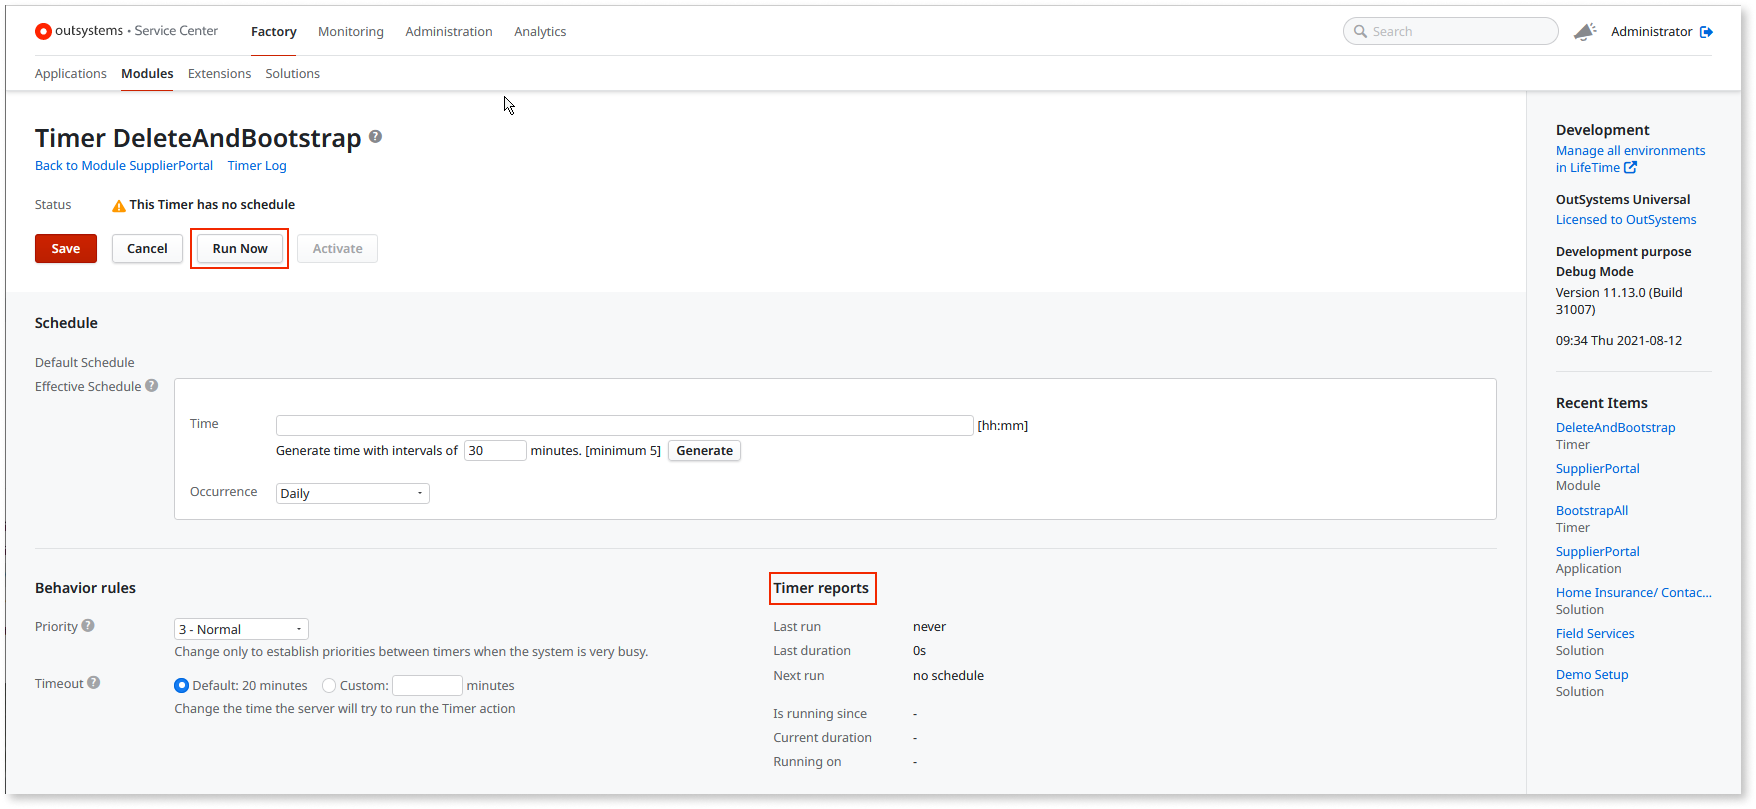 outsystems • Service Center Factory Monitoring Administration Analytics Search Administrator
Applications Modules Extensions Solutions
Timer DeleteAndBootstrap ?
Back to Module SupplierPortal Timer Log
Status This Timer has no schedule
Save Cancel Run Now Activate
Schedule
Default Schedule
Effective Schedule ?
Time [hh:mm]
Generate time with intervals of 30 minutes. [minimum 5] Generate
Occurrence Daily
Behavior rules
Priority ? 3 - Normal
Change only to establish priorities between timers when the system is very busy.
Timeout ? Default: 20 minutes Custom: minutes
Change the time the server will try to run the Timer action
Timer reports
Last run never
Last duration 0s
Next run no schedule
Is running since -
Current duration -
Running on -
Development
Manage all environments
in LifeTime
OutSystems Universal
Licensed to OutSystems
Development purpose
Debug Mode
Version 11.13.0 (Build
31007)
09:34 Thu 2021-08-12
Recent Items
DeleteAndBootstrap
Timer
SupplierPortal
Module
BootstrapAll
Timer
SupplierPortal
Application
Home Insurance/ Contac...
Solution
Field Services
Solution
Demo Setup
Solution